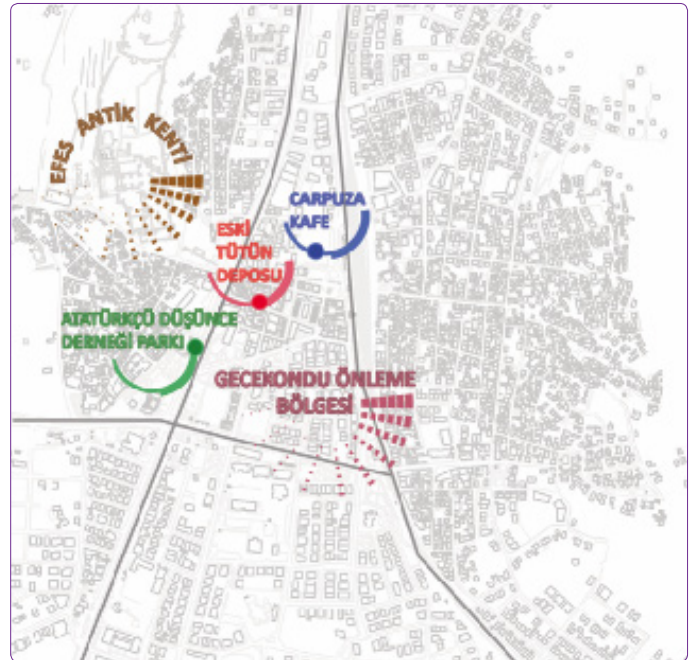 EFES ANTİK KENTİ
CARPUZA
KAFE
ESKİ
TÜTÜN
DEPOSU
ATATÜRKÇÜ DÜŞÜNCE
DERNEĞİ PARKI
GECEKONDU ÖNLEME
BÖLGESİ